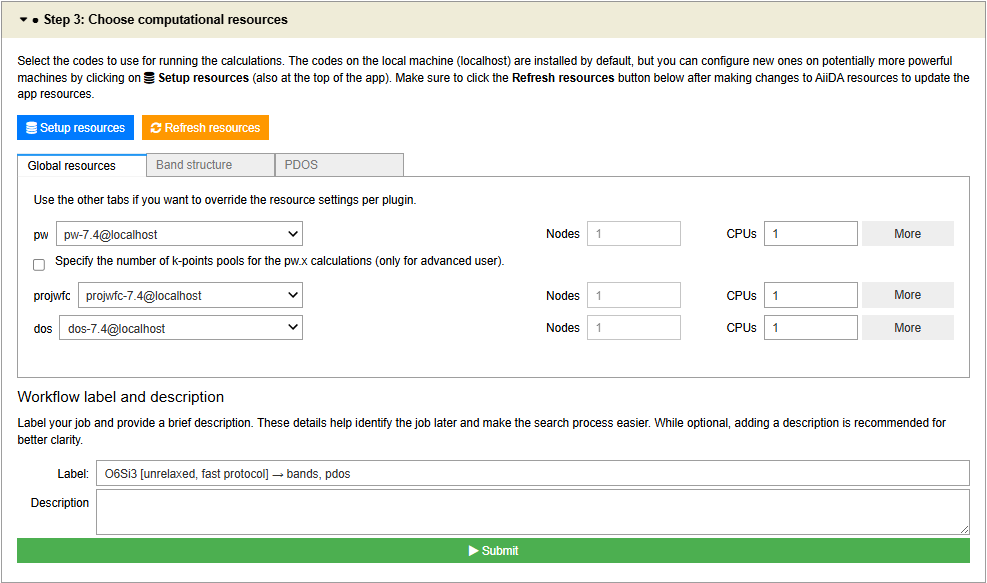 Step 3: Choose computational resources
Select the codes to use for running the calculations. The codes on the local machine (localhost) are installed by default, but you can configure new ones on potentially more powerful
machines by clicking on Setup resources (also at the top of the app). Make sure to click the Refresh resources button below after making changes to AiiDA resources to update the
app resources.
Setup resources Refresh resources
Global resources Band structure PDOS
Use the other tabs if you want to override the resource settings per plugin.
pw pw-7.4@localhost Nodes 1 CPUs 1 More
Specify the number of k-points pools for the pw.x calculations (only for advanced user).
projwfc projwfc-7.4@localhost Nodes 1 CPUs 1 More
dos dos-7.4@localhost Nodes 1 CPUs 1 More
Workflow label and description
Label your job and provide a brief description. These details help identify the job later and make the search process easier. While optional, adding a description is recommended for
better clarity.
Label: O6Si3 [unrelaxed, fast protocol] → bands, pdos
Description
Submit